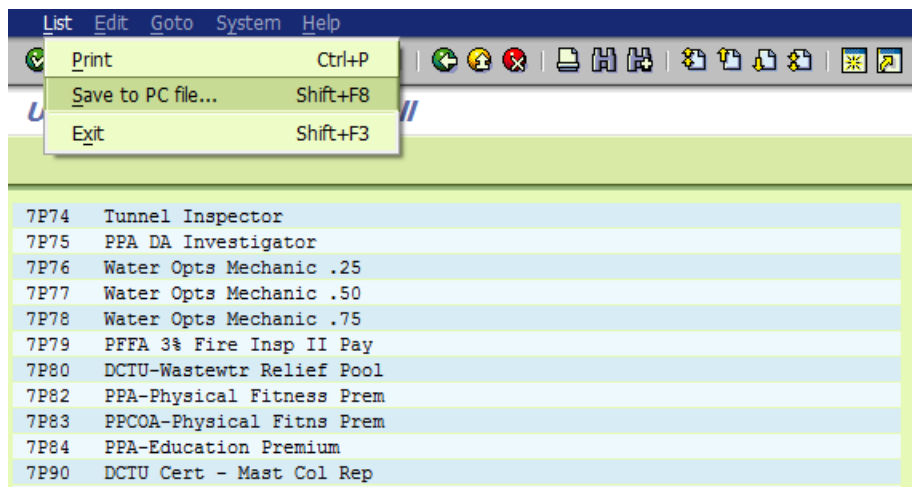 List Edit Goto System Help
Print Ctrl+P
Save to PC file... Shift+F8
Exit Shift+F3
7P74 Tunnel Inspector
7P75 PPA DA Investigator
7P76 Water Opts Mechanic .25
7P77 Water Opts Mechanic .50
7P78 Water Opts Mechanic .75
7P79 PFFA 3% Fire Insp II Pay
7P80 DCTU-Wastewtr Relief Pool
7P82 PPA-Physical Fitness Prem
7P83 PPCOA-Physical Fitns Prem
7P84 PPA-Education Premium
7P90 DCTU Cert - Mast Col Rep